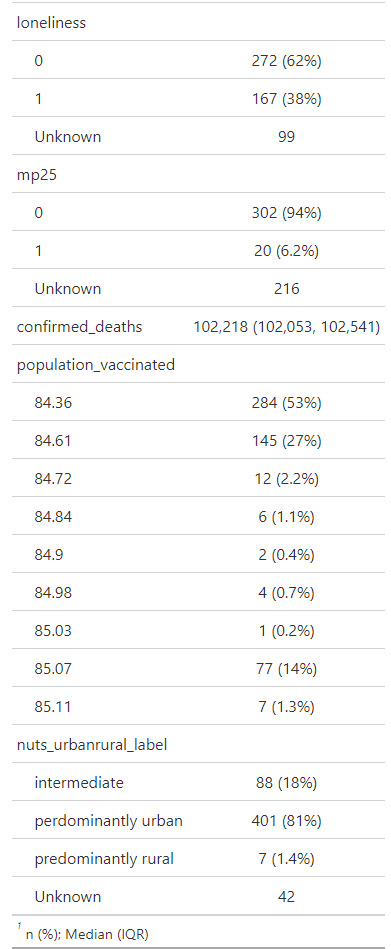 loneliness
0 272 (62%)
1 167 (38%)
Unknown 99
mp25
0 302 (94%)
1 20 (6.2%)
Unknown 216
confirmed_deaths 102,218 (102,053, 102,541)
population_vaccinated
84.36 284 (53%)
84.61 145 (27%)
84.72 12 (2.2%)
84.84 6 (1.1%)
84.9 2 (0.4%)
84.98 4 (0.7%)
85.03 1 (0.2%)
85.07 77 (14%)
85.11 7 (1.3%)
nuts_urbanrural_label
intermediate 88 (18%)
perdominantly urban 401 (81%)
predominantly rural 7 (1.4%)
Unknown 42
1 n (%); Median (IQR)